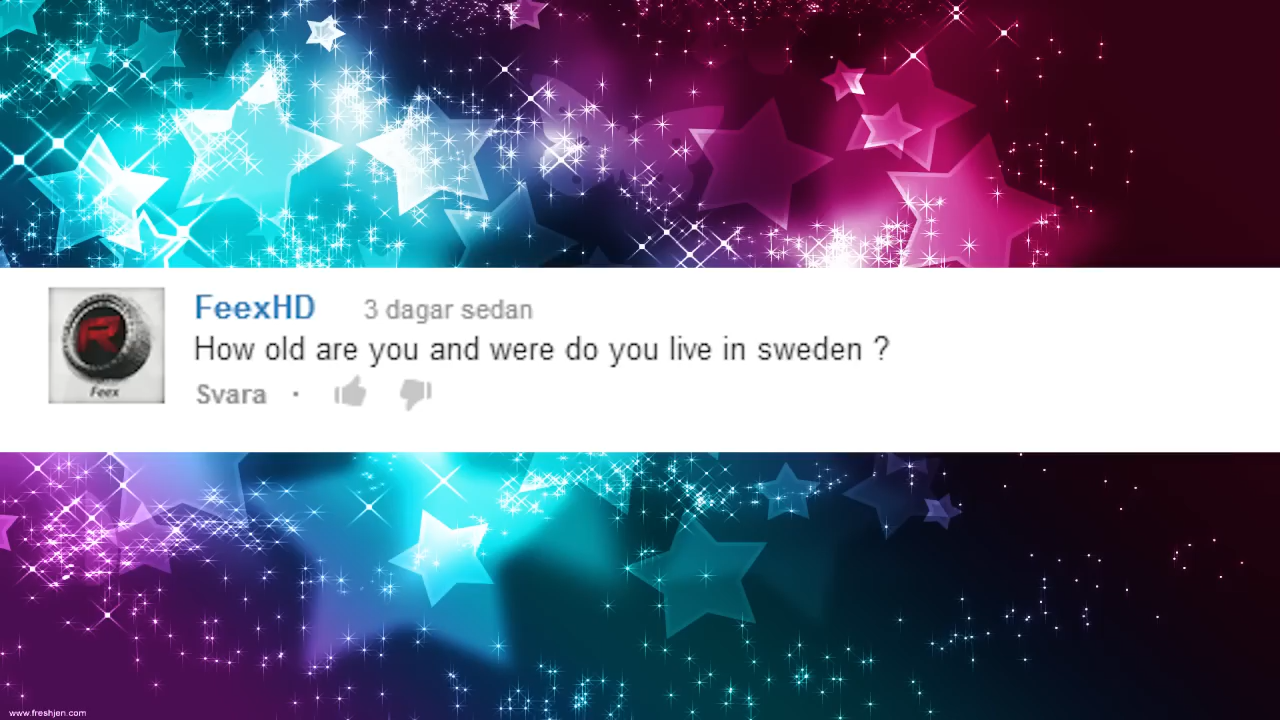 FeexHD 3 dagar sedan
How old are you and were do you live in sweden ?
Svara ·
R
Feex
www.freshjen.com